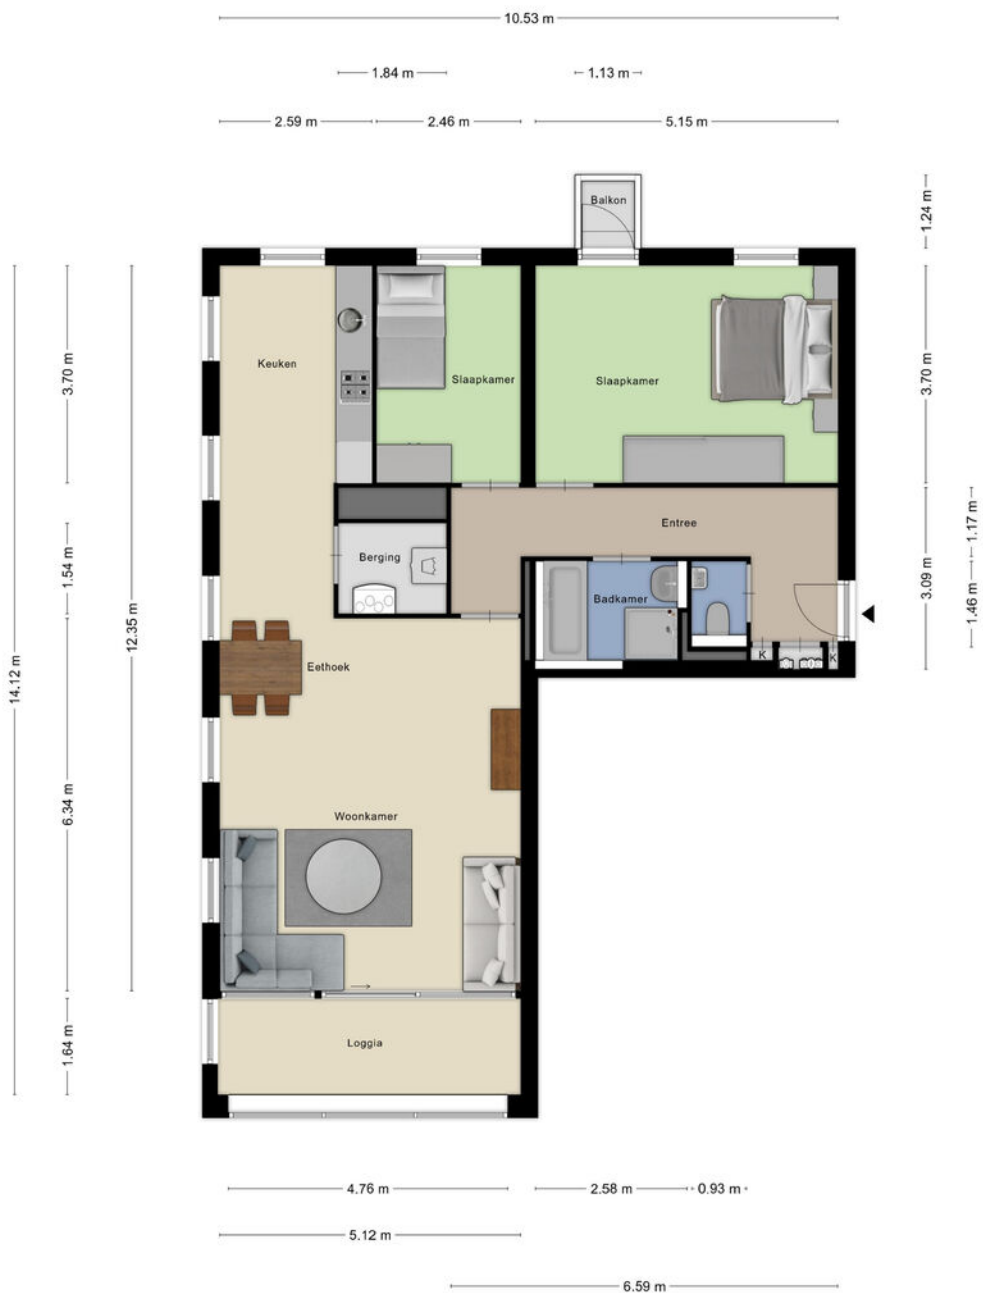 10.53 m
1.84 m
1.13 m
2.59 m
2.46 m
5.15 m
1.24 m
Balkon
3.70 m
Keuken
Slaapkamer
Slaapkamer
3.70 m
Entree
1.17 m
1.54 m
Berging
Badkamer
3.09 m
1.46 m
12.35 m
K
K
14.12 m
Eethoek
6.34 m
Woonkamer
1.64 m
Loggia
4.76 m
2.58 m
0.93 m
5.12 m
6.59 m